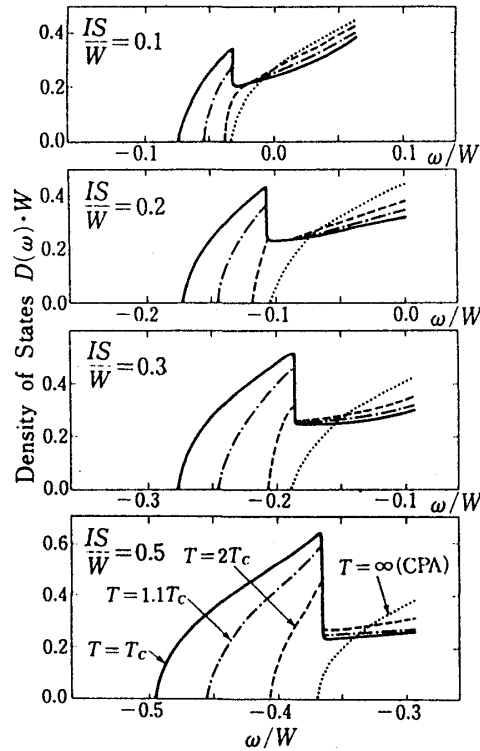 Density of States D(ω)·W
IS/W = 0.1
0.4
0.2
0.0
−0.1 0.0 0.1 ω/W
IS/W = 0.2
0.4
0.2
0.0
−0.2 −0.1 0.0 ω/W
IS/W = 0.3
0.4
0.2
0
−0.3 −0.2 −0.1 ω/W
IS/W = 0.5
T = 2Tc
T = ∞ (CPA)
T = 1.1Tc
T = Tc
0.6
0.4
0.2
0.0
−0.5 −0.4 −0.3
ω/W